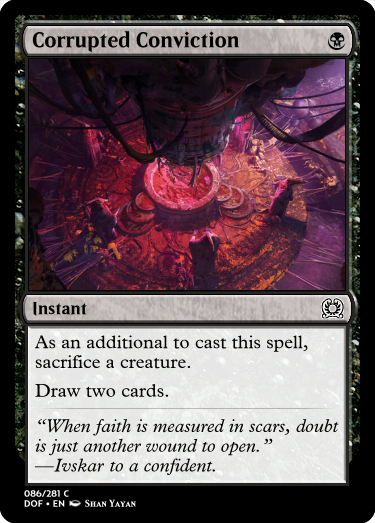 Corrupted Conviction
Instant
As an additional to cast this spell,
sacrifice a creature.
Draw two cards.
“When faith is measured in scars, doubt
is just another wound to open.”
—Ivskar to a confident.
086/281 C
DOF • EN Shan Yayan